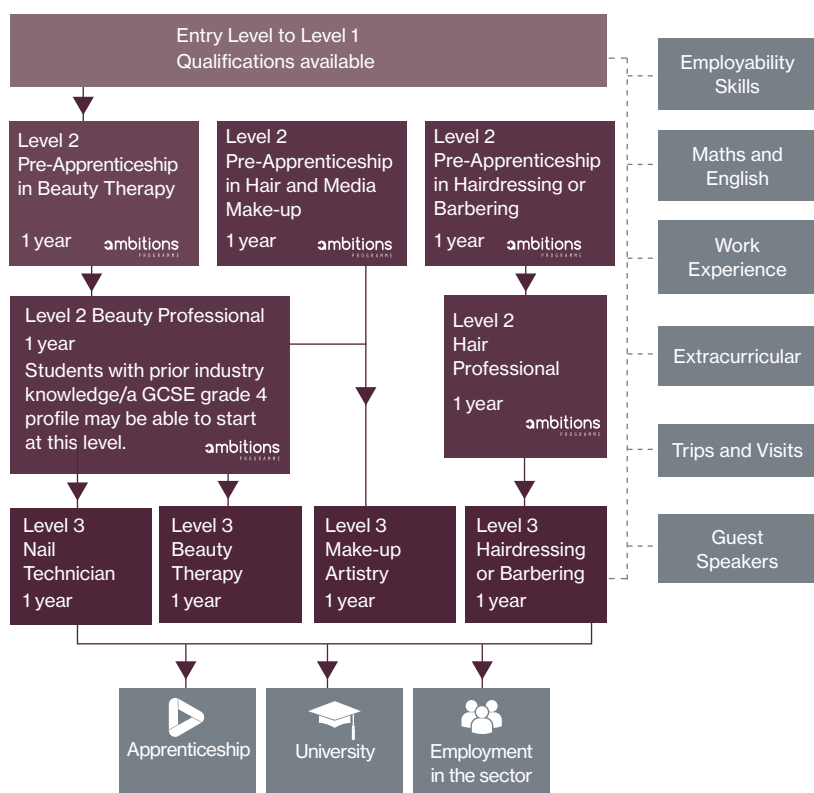 Entry Level to Level 1
Qualifications available
Employability
Skills
Level 2
Pre-Apprenticeship
in Beauty Therapy
1 year
ambitions
PROGRAMME
Level 2
Pre-Apprenticeship
in Hair and Media
Make-up
1 year
ambitions
PROGRAMME
Level 2
Pre-Apprenticeship
in Hairdressing or
Barbering
1 year
ambitions
PROGRAMME
Maths and
English
Work
Experience
Level 2 Beauty Professional
1 year
Students with prior industry
knowledge/a GCSE grade 4
profile may be able to start
at this level.
ambitions
PROGRAMME
Level 2
Hair
Professional
1 year
ambitions
PROGRAMME
Extracurricular
Trips and Visits
Level 3
Nail
Technician
1 year
Level 3
Beauty
Therapy
1 year
Level 3
Make-up
Artistry
1 year
Level 3
Hairdressing
or Barbering
1 year
Guest
Speakers
Apprenticeship
University
Employment
in the sector